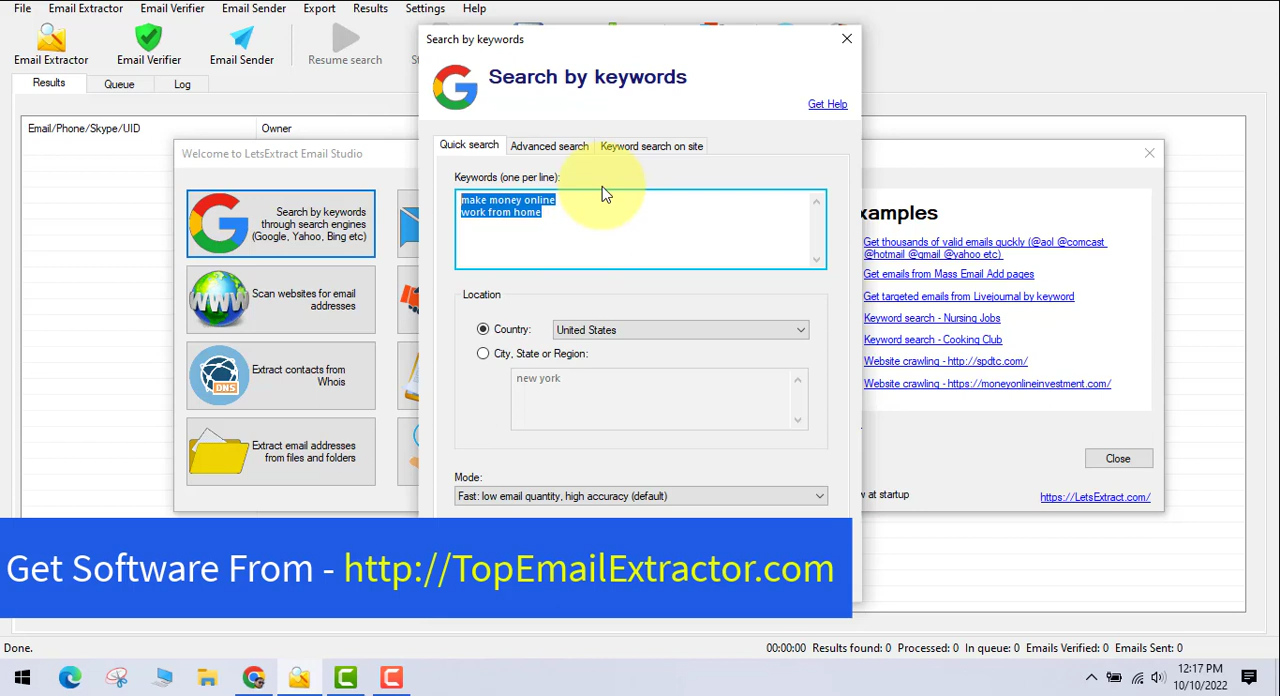 File Email Extractor Email Verifier Email Sender Export Results Settings Help
Email Extractor Email Verifier Email Sender Resume search
Results Queue Log
Email/Phone/Skype/UID Owner
Welcome to LetsExtract Email Studio
Search by keywords
through search engines
(Google, Yahoo, Bing etc)
WWW
Scan websites for email
addresses
DNS
Extract contacts from
Whois
Extract email addresses
from files and folders
Search by keywords
Search by keywords
Get Help
Quick search Advanced search Keyword search on site
Keywords (one per line):
make money online
work from home
Location
Country: United States
City, State or Region:
new york
Mode:
Fast: low email quantity, high accuracy (default)
xamples
Get thousands of valid emails quckly (@aol @comcast
@hotmail @gmail @yahoo etc)
Get emails from Mass Email Add pages
Get targeted emails from Livejournal by keyword
Keyword search - Nursing Jobs
Keyword search - Cooking Club
Website crawling - http://spdtc.com/
Website crawling - https://moneyonlineinvestment.com/
Close
w at startup https://LetsExtract.com/
Get Software From - http://TopEmailExtractor.com
Done. 00:00:00 Results found: 0 Processed: 0 In queue: 0 Emails Verified: 0 Emails Sent: 0
12:17 PM
10/10/2022